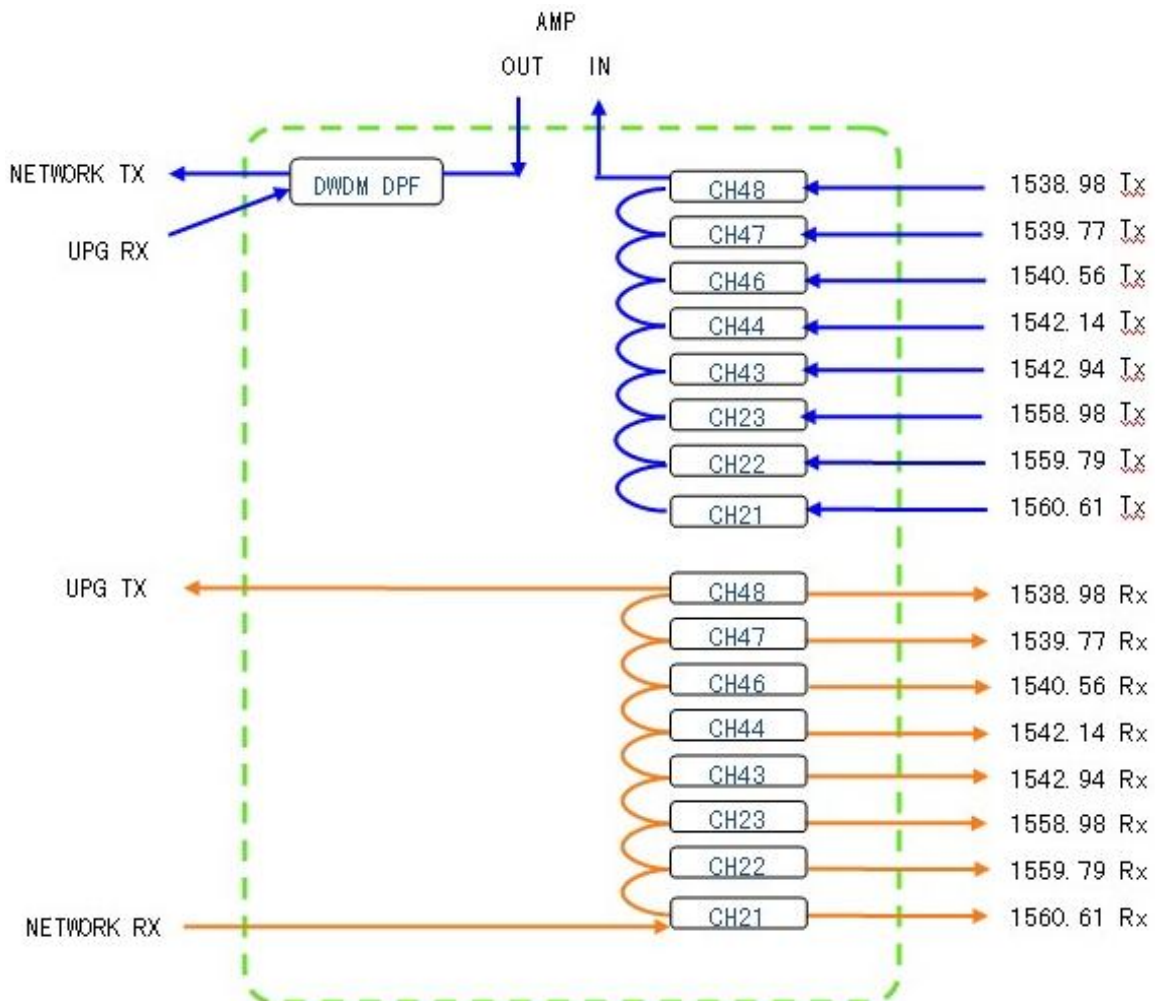 AMP
OUT IN
NETWORK TX
DWDM DPF
UPG RX
CH48 1538.98 Tx
CH47 1539.77 Tx
CH46 1540.56 Tx
CH44 1542.14 Tx
CH43 1542.94 Tx
CH23 1558.98 Tx
CH22 1559.79 Tx
CH21 1560.61 Tx
UPG TX CH48 1538.98 Rx
CH47 1539.77 Rx
CH46 1540.56 Rx
CH44 1542.14 Rx
CH43 1542.94 Rx
CH23 1558.98 Rx
CH22 1559.79 Rx
NETWORK RX CH21 1560.61 Rx